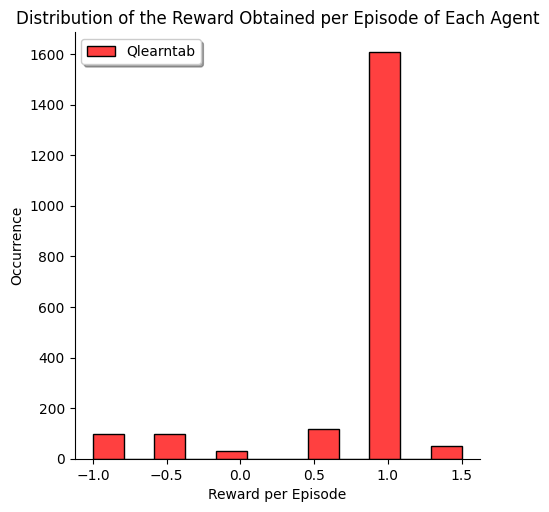 Distribution of the Reward Obtained per Episode of Each Agent
Qlearntab
1600
1400
1200
1000
800
600
400
200
0
Occurrence
−1.0 −0.5 0.0 0.5 1.0 1.5
Reward per Episode